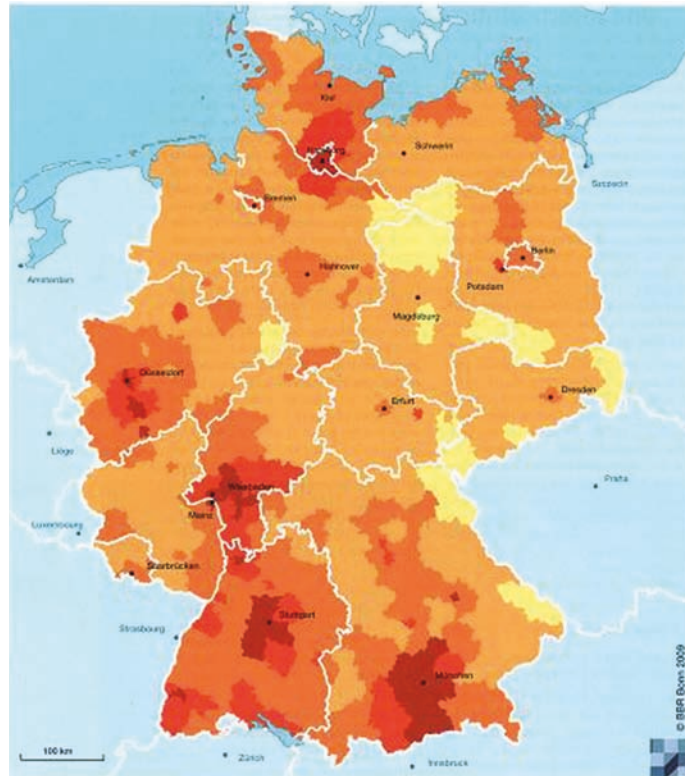 Kiel
Schwerin
Hamburg
Szczecin
Bremen
Berlin
Hannover
Amsterdam
Potsdam
Magdeburg
Düsseldorf
Dresden
Erfurt
Liège
Wiesbaden
Praha
Mainz
Luxembourg
Saarbrücken
Stuttgart
Strasbourg
München
© BBR Bonn 2009
100 km
Zürich
Innsbruck